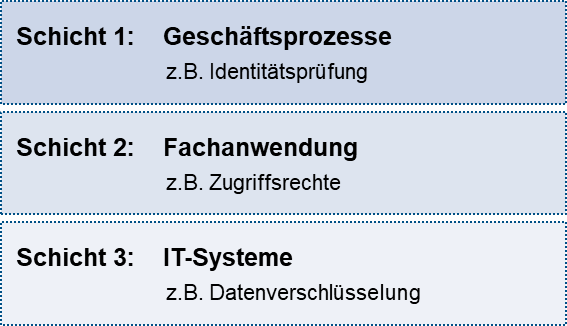 Schicht 1: Geschäftsprozesse
z.B. Identitätsprüfung
Schicht 2: Fachanwendung
z.B. Zugriffsrechte
Schicht 3: IT-Systeme
z.B. Datenverschlüsselung